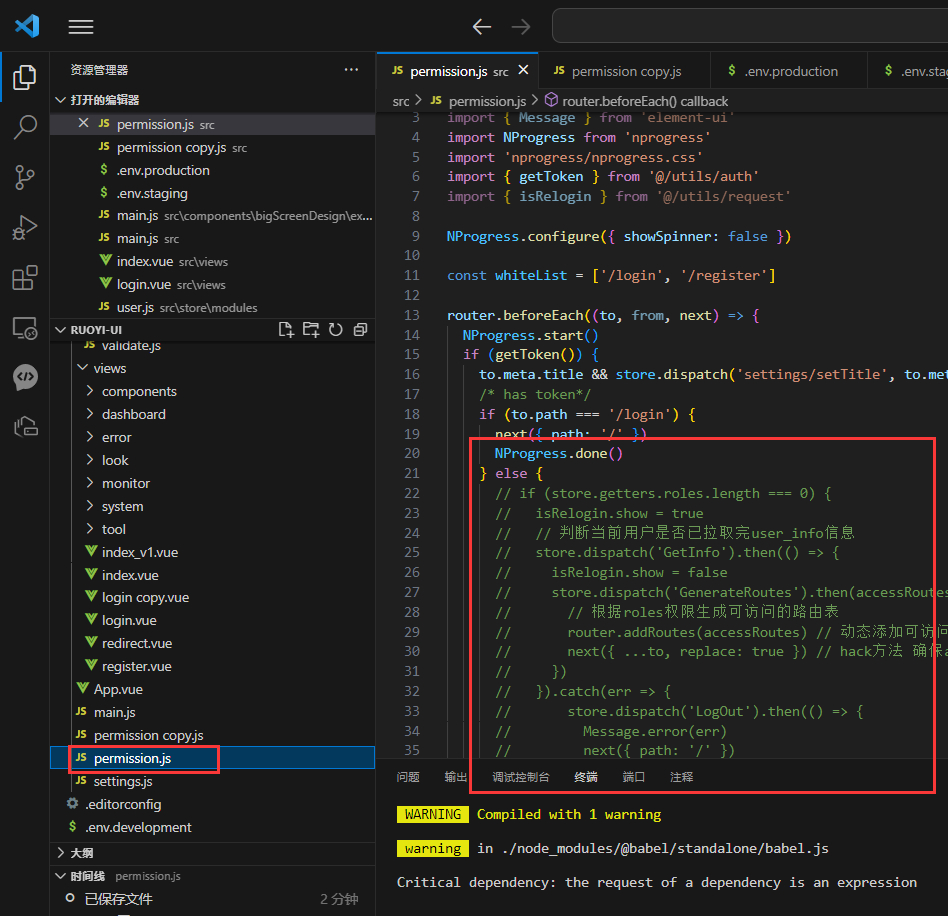 资源管理器
打开的编辑器
JS permission.js src
JS permission copy.js src
$ .env.production
$ .env.staging
JS main.js src\components\bigScreenDesign\ex...
JS main.js src
index.vue src\views
login.vue src\views
JS user.js src\store\modules
RUOYI-UI
JS validate.js
views
components
dashboard
error
look
monitor
system
tool
index_v1.vue
index.vue
login copy.vue
login.vue
redirect.vue
register.vue
App.vue
JS main.js
JS permission copy.js
JS permission.js
JS settings.js
.editorconfig
$ .env.development
大纲
时间线 permission.js
已保存文件 2 分钟
JS permission.js src
JS permission copy.js
$ .env.production
$ .env.stag
src > JS permission.js > router.beforeEach() callback
3 import { Message } from 'element-ui'
4 import NProgress from 'nprogress'
5 import 'nprogress/nprogress.css'
6 import { getToken } from '@/utils/auth'
7 import { isRelogin } from '@/utils/request'
8
9 NProgress.configure({ showSpinner: false })
10
11 const whiteList = ['/login', '/register']
12
13 router.beforeEach((to, from, next) => {
14 NProgress.start()
15 if (getToken()) {
16 to.meta.title && store.dispatch('settings/setTitle', to.met
17 /* has token*/
18 if (to.path === '/login') {
19 next({ path: '/' })
20 NProgress.done()
21 } else {
22 // if (store.getters.roles.length === 0) {
23 // isRelogin.show = true
24 // // 判断当前用户是否已拉取完user_info信息
25 // store.dispatch('GetInfo').then(() => {
26 // isRelogin.show = false
27 // store.dispatch('GenerateRoutes').then(accessRoutes
28 // // 根据roles权限生成可访问的路由表
29 // router.addRoutes(accessRoutes) // 动态添加可访问
30 // next({ ...to, replace: true }) // hack方法 确保a
31 // })
32 // }).catch(err => {
33 // store.dispatch('LogOut').then(() => {
34 // Message.error(err)
35 // next({ path: '/' })
问题 输出 调试控制台 终端 端口 注释
WARNING Compiled with 1 warning
warning in ./node_modules/@babel/standalone/babel.js
Critical dependency: the request of a dependency is an expression